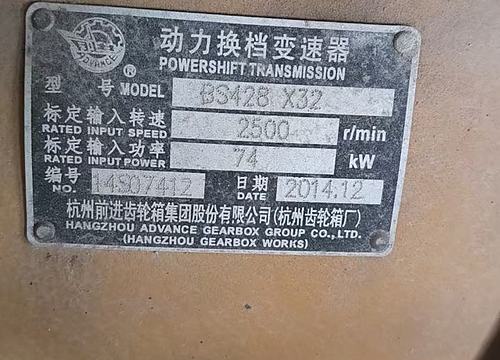 前进
ADVANCE
®
动力换档变速器
POWERSHIFT TRANSMISSION
型 号 MODEL BS428 X32
标定输入转速 2500 r/min
RATED INPUT SPEED
标定输入功率 74 kW
RATED INPUT POWER
编号 NO. 14S07412 日期 DATE 2014.12
杭州前进齿轮箱集团股份有限公司(杭州齿轮箱厂)
HANGZHOU ADVANCE GEARBOX GROUP CO.,LTD.
(HANGZHOU GEARBOX WORKS)